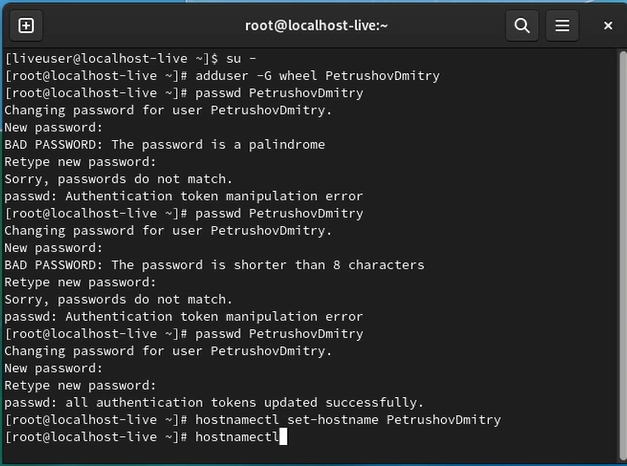 root@localhost-live:~
[liveuser@localhost-live ~]$ su -
[root@localhost-live ~]# adduser -G wheel PetrushovDmitry
[root@localhost-live ~]# passwd PetrushovDmitry
Changing password for user PetrushovDmitry.
New password:
BAD PASSWORD: The password is a palindrome
Retype new password:
Sorry, passwords do not match.
passwd: Authentication token manipulation error
[root@localhost-live ~]# passwd PetrushovDmitry
Changing password for user PetrushovDmitry.
New password:
BAD PASSWORD: The password is shorter than 8 characters
Retype new password:
Sorry, passwords do not match.
passwd: Authentication token manipulation error
[root@localhost-live ~]# passwd PetrushovDmitry
Changing password for user PetrushovDmitry.
New password:
Retype new password:
passwd: all authentication tokens updated successfully.
[root@localhost-live ~]# hostnamectl set-hostname PetrushovDmitry
[root@localhost-live ~]# hostnamectl